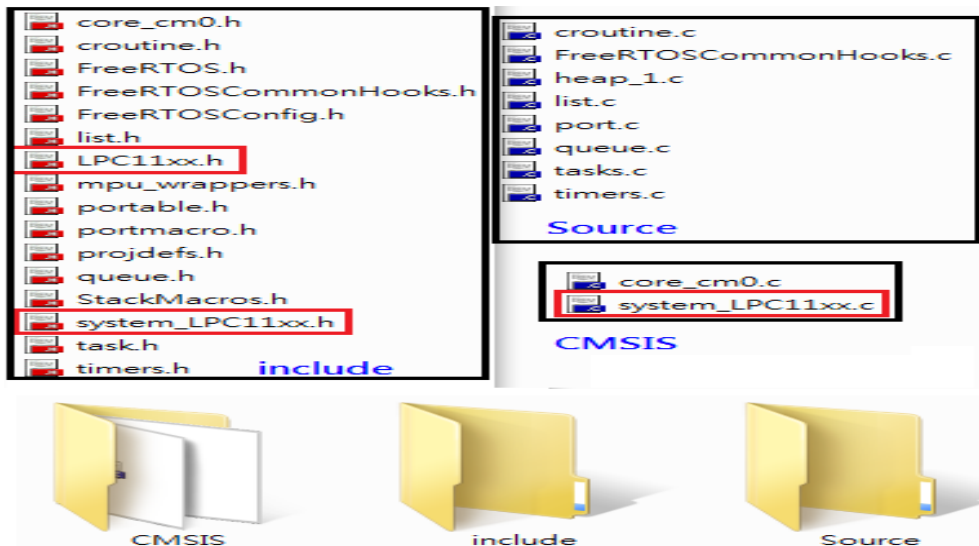 core_cm0.h
croutine.h
FreeRTOS.h
FreeRTOSCommonHooks.h
FreeRTOSConfig.h
list.h
LPC11xx.h
mpu_wrappers.h
portable.h
portmacro.h
projdefs.h
queue.h
StackMacros.h
system_LPC11xx.h
task.h
timers.h include
croutine.c
FreeRTOSCommonHooks.c
heap_1.c
list.c
port.c
queue.c
tasks.c
timers.c
Source
core_cm0.c
system_LPC11xx.c
CMSIS
CMSIS include Source